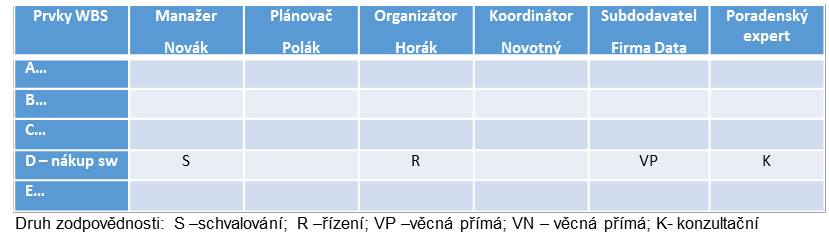 Prvky WBS Manažer Plánovač Organizátor Koordinátor Subdodavatel Poradenský
Novák Polák Horák Novotný Firma Data expert
A…
B…
C…
D – nákup sw S R VP K
E…
Druh zodpovědnosti: S –schvalování; R –řízení; VP –věcná přímá; VN – věcná přímá; K- konzultační